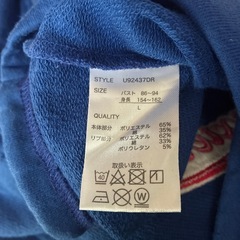 STYLE U92437DR
SIZE バスト 86~94
身長 154~162
L
QUALITY
本体部分 ポリエステル 65%
綿 35%
リブ部分 ポリエステル 62%
綿 33%
ポリウレタン 5%
取扱い表示
40